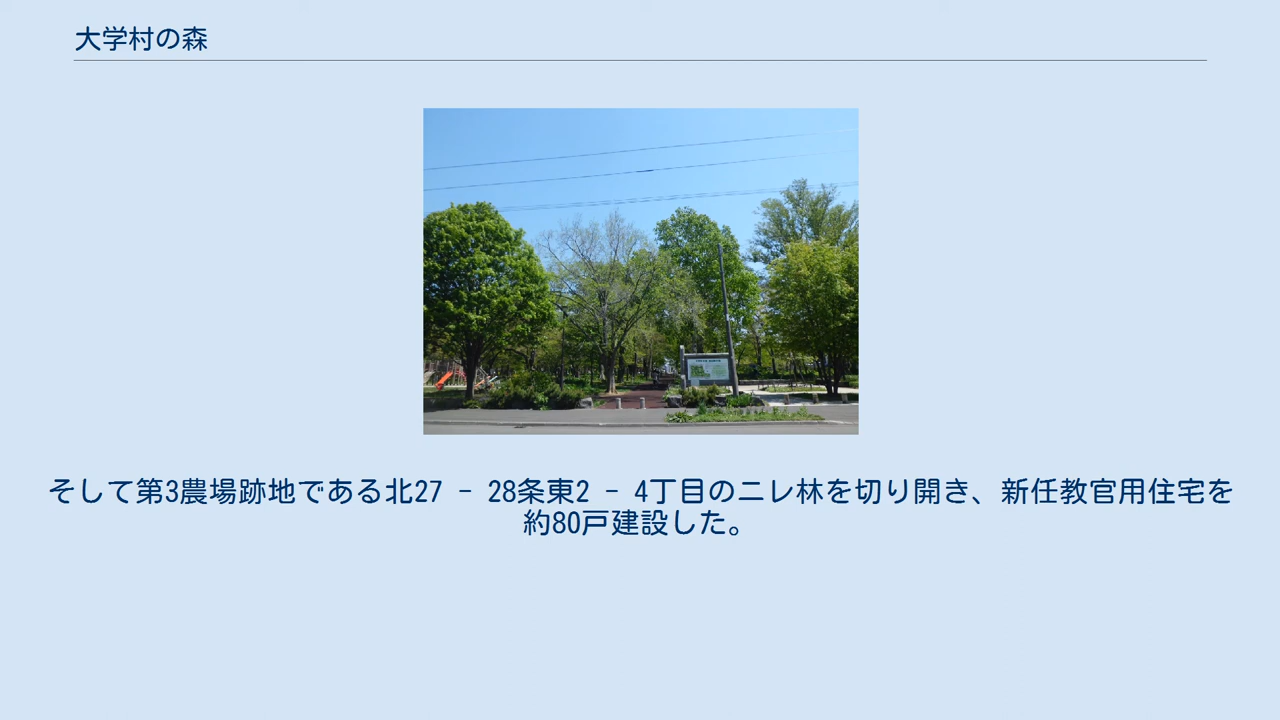 大学村の森
そして第3農場跡地である北27 - 28条東2 - 4丁目のニレ林を切り開き、新任教官用住宅を
約80戸建設した。